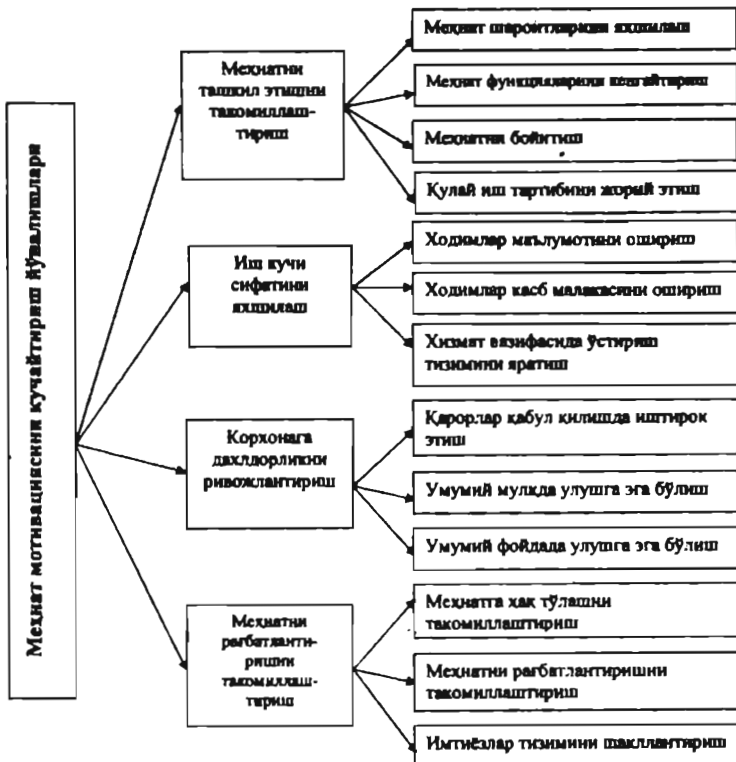 Меҳнат мотивациясини кучайтириш йўналишлари
Меҳнатни
ташкил этишни
такомиллаш-
тириш
Меҳнат шароитларини яхшилаш
Меҳнат функцияларини кенгайтириш
Меҳнатни бойитиш
Қулай иш тартибини жорий этиш
Иш кучи
сифатини
яхшилаш
Ходимлар маълумотини ошириш
Ходимлар касб малакасини ошириш
Хизмат вазифасида ўстириш
тизимини яратиш
Корхонага
дахлдорликни
ривожлантириш
Қарорлар қабул қилишда иштирок
этиш
Умумий мулкда улушга эга бўлиш
Умумий фойдада улушга эга бўлиш
Меҳнатни
рағбатланти-
ришни
такомиллаш-
тириш
Меҳнатга ҳақ тўлашни
такомиллаштириш
Меҳнатни рағбатлантиришни
такомиллаштириш
Имтиёзлар тизимини шакллантириш